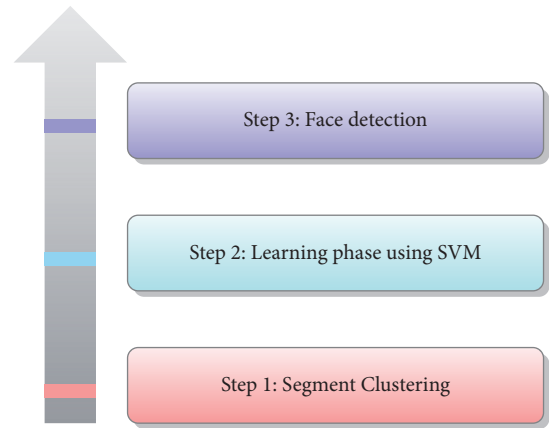 Step 3: Face detection
Step 2: Learning phase using SVM
Step 1: Segment Clustering